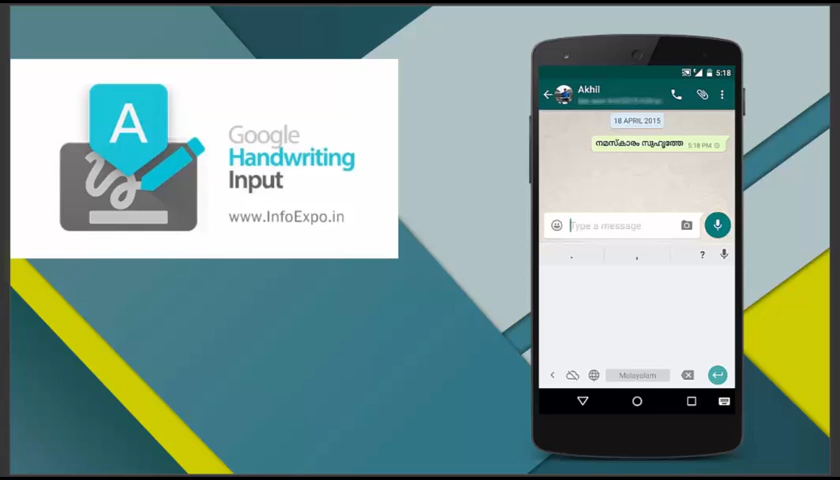 A
Google
Handwriting
Input
www.InfoExpo.in
5:18
Akhil
18 APRIL 2015
നമസ്കാരം സുഹൃത്തേ 5:18 PM
Type a message
. , ?
Malayalam